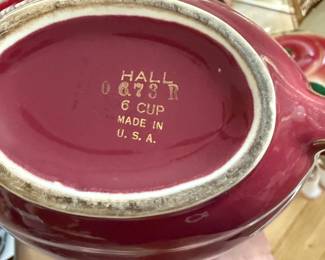 HALL
0673 R
6 CUP
MADE IN
U.S.A.